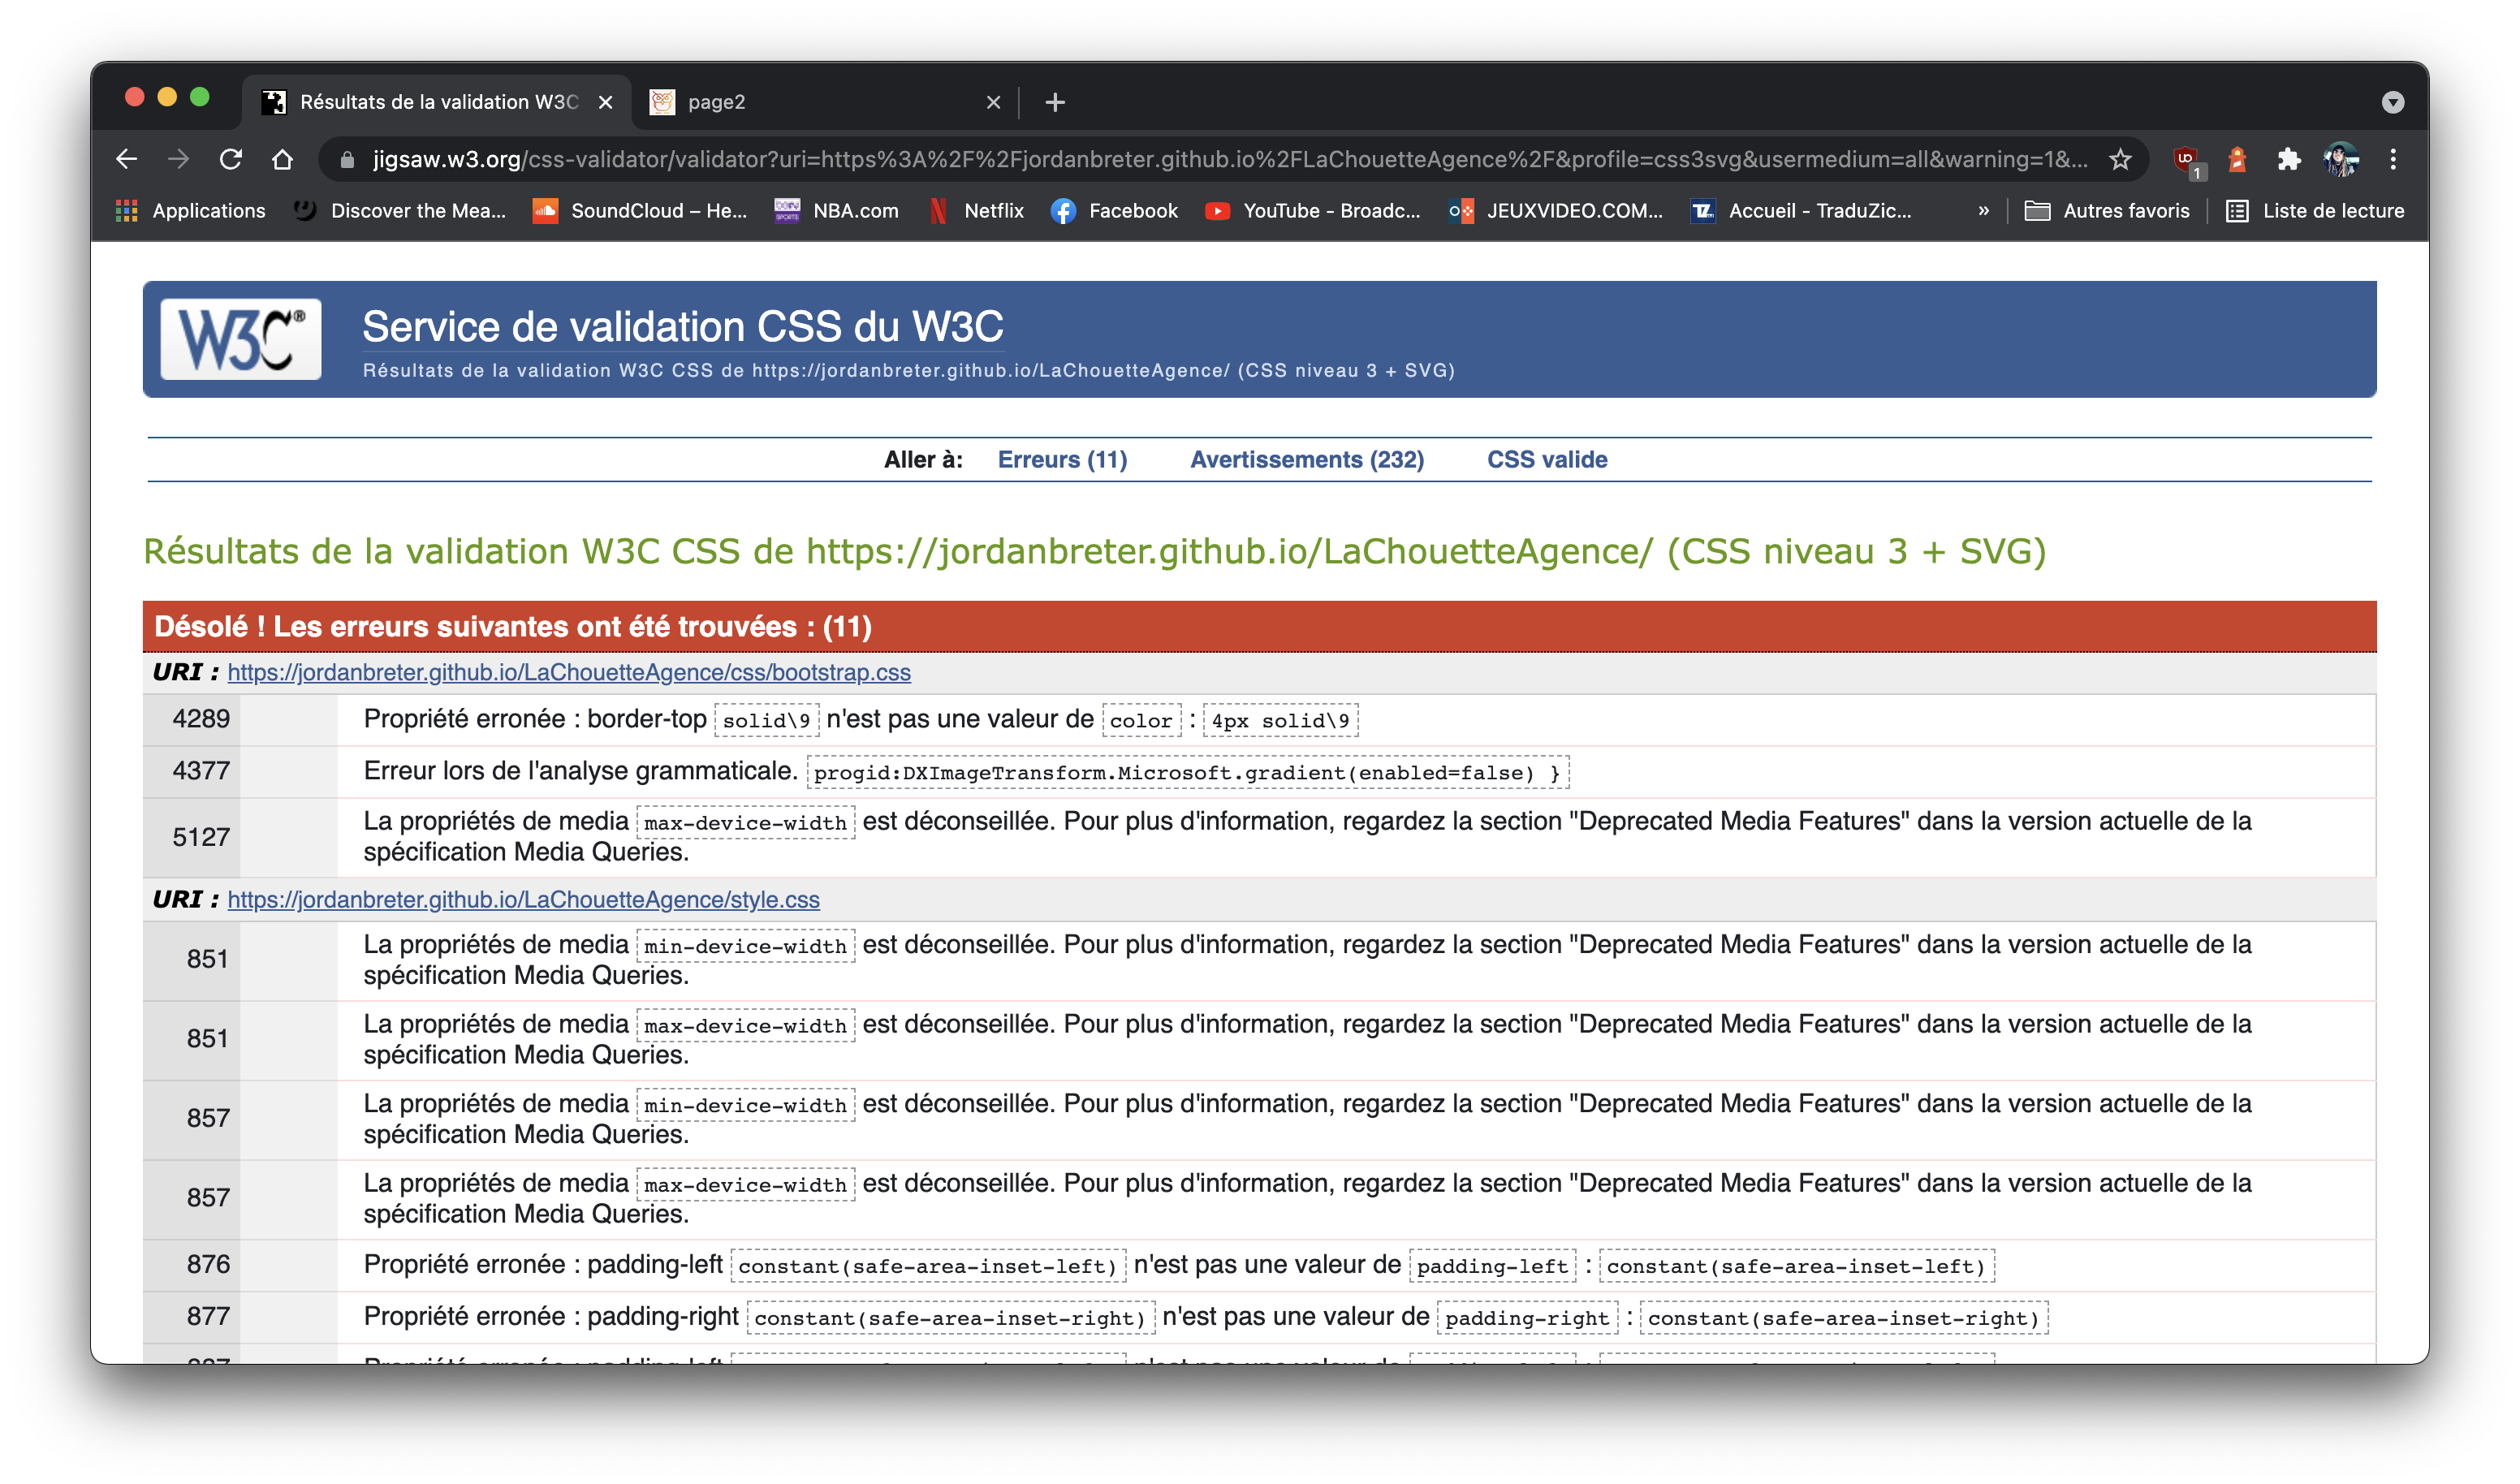 Résultats de la validation W3C
page2
jigsaw.w3.org/css-validator/validator?uri=https%3A%2F%2Fjordanbreter.github.io%2FLaChouetteAgence%2F&profile=css3svg&usermedium=all&warning=1&...
1
Applications
Discover the Mea...
SoundCloud – He...
NBA.com
Netflix
Facebook
YouTube - Broadc...
JEUXVIDEO.COM...
Accueil - TraduZic...
»
Autres favoris
Liste de lecture
W3C®
Service de validation CSS du W3C
Résultats de la validation W3C CSS de https://jordanbreter.github.io/LaChouetteAgence/ (CSS niveau 3 + SVG)
Aller à: Erreurs (11) Avertissements (232) CSS valide
Résultats de la validation W3C CSS de https://jordanbreter.github.io/LaChouetteAgence/ (CSS niveau 3 + SVG)
Désolé ! Les erreurs suivantes ont été trouvées : (11)
URI : https://jordanbreter.github.io/LaChouetteAgence/css/bootstrap.css
4289 Propriété erronée : border-top solid\9 n'est pas une valeur de color : 4px solid\9
4377 Erreur lors de l'analyse grammaticale. progid:DXImageTransform.Microsoft.gradient(enabled=false) }
5127 La propriétés de media max-device-width est déconseillée. Pour plus d'information, regardez la section "Deprecated Media Features" dans la version actuelle de la
spécification Media Queries.
URI : https://jordanbreter.github.io/LaChouetteAgence/style.css
851 La propriétés de media min-device-width est déconseillée. Pour plus d'information, regardez la section "Deprecated Media Features" dans la version actuelle de la
spécification Media Queries.
851 La propriétés de media max-device-width est déconseillée. Pour plus d'information, regardez la section "Deprecated Media Features" dans la version actuelle de la
spécification Media Queries.
857 La propriétés de media min-device-width est déconseillée. Pour plus d'information, regardez la section "Deprecated Media Features" dans la version actuelle de la
spécification Media Queries.
857 La propriétés de media max-device-width est déconseillée. Pour plus d'information, regardez la section "Deprecated Media Features" dans la version actuelle de la
spécification Media Queries.
876 Propriété erronée : padding-left constant(safe-area-inset-left) n'est pas une valeur de padding-left : constant(safe-area-inset-left)
877 Propriété erronée : padding-right constant(safe-area-inset-right) n'est pas une valeur de padding-right : constant(safe-area-inset-right)